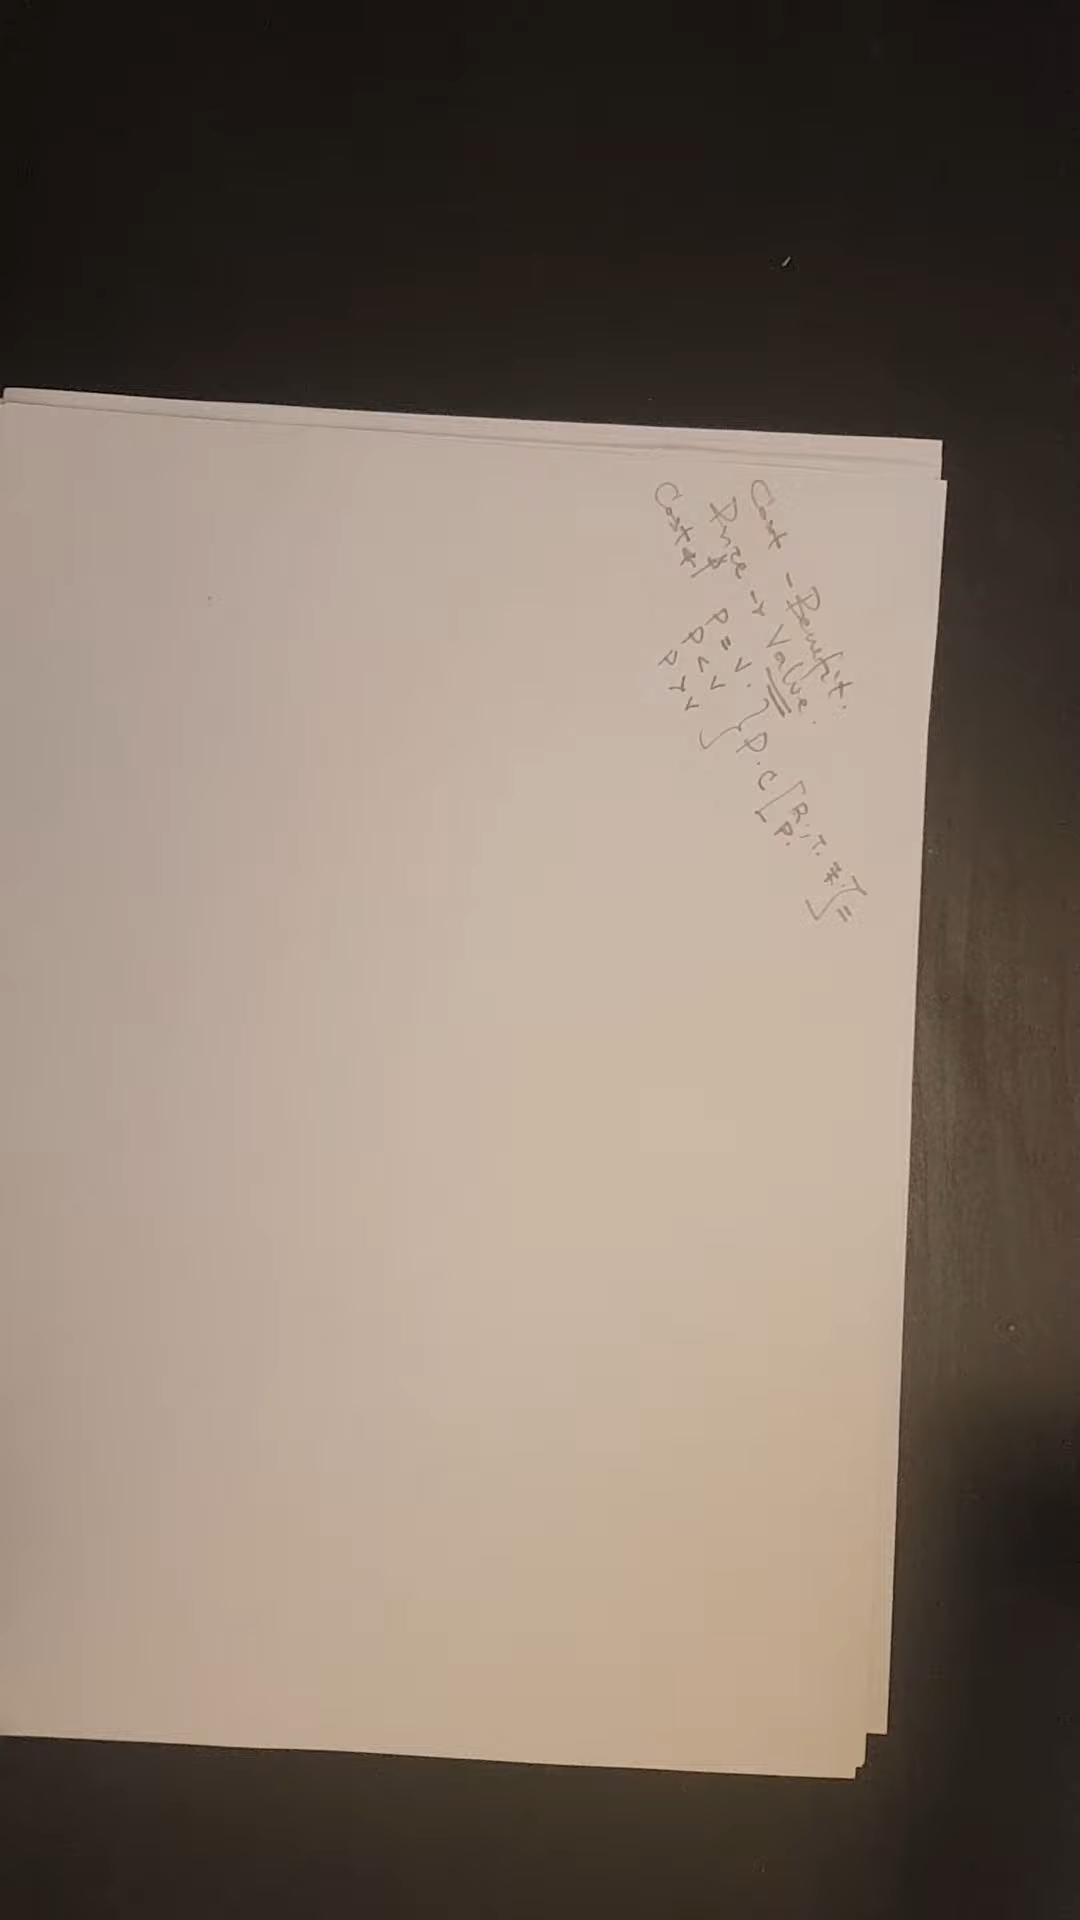 Cost - Benefit.
Price → Value.
Cost &
P = V.
P < V
P > V
P.C [R.T.
P.